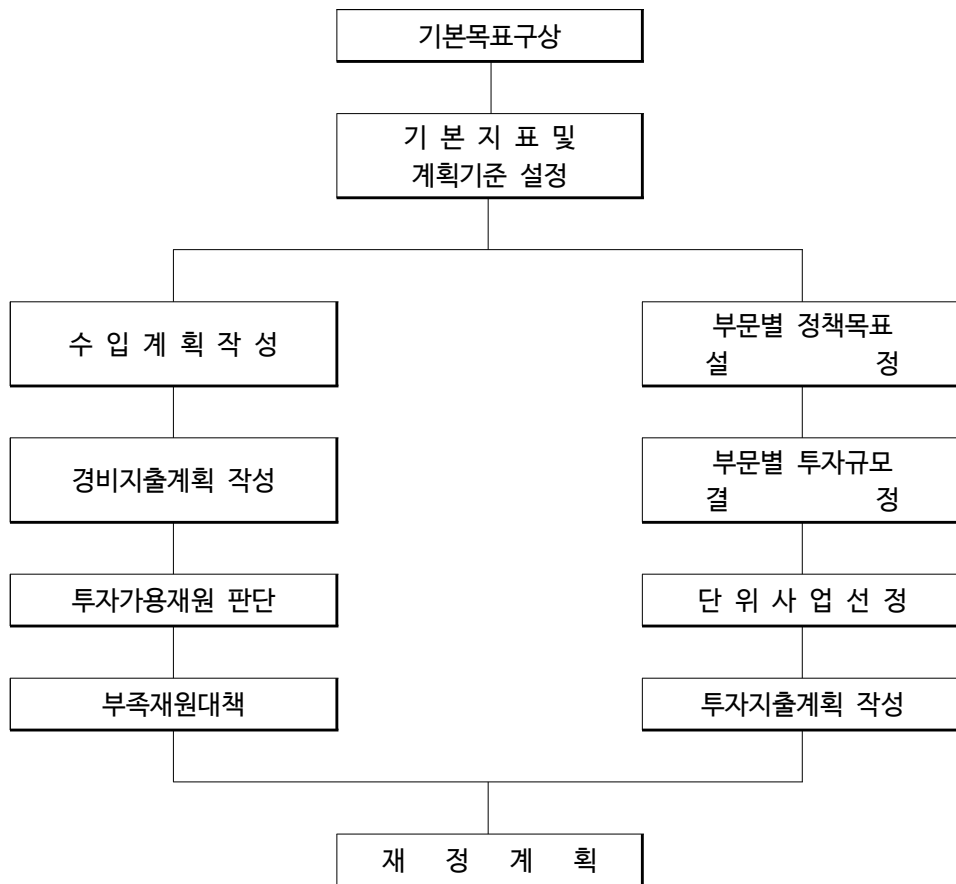 기본목표구상
기 본 지 표 및
계획기준 설정
수 입 계 획 작 성
부문별 정책목표
설 정
경비지출계획 작성
부문별 투자규모
결 정
투자가용재원 판단
단 위 사 업 선 정
부족재원대책
투자지출계획 작성
재 정 계 획